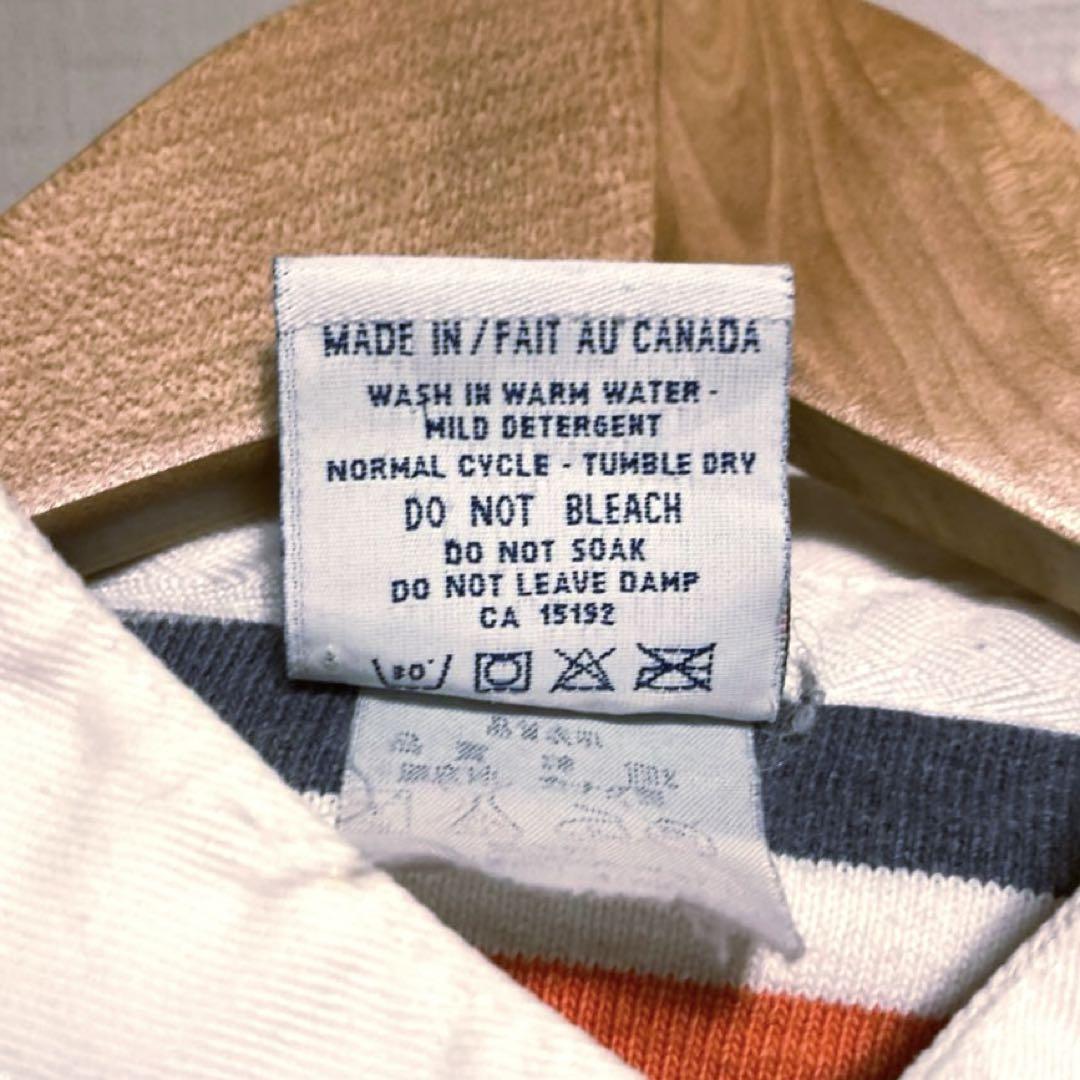 MADE IN / FAIT AU CANADA
WASH IN WARM WATER -
MILD DETERGENT
NORMAL CYCLE - TUMBLE DRY
DO NOT BLEACH
DO NOT SOAK
DO NOT LEAVE DAMP
CA 15192